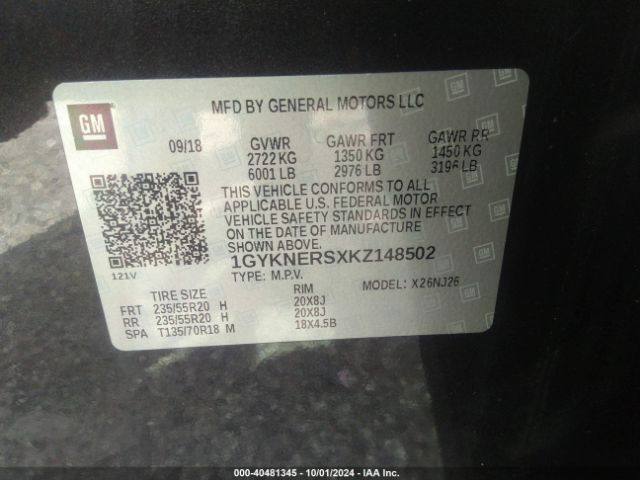 GM
MFD BY GENERAL MOTORS LLC
09/18 GVWR GAWR FRT GAWR RR
2722 KG 1350 KG 1450 KG
6001 LB 2976 LB 3196 LB
THIS VEHICLE CONFORMS TO ALL
APPLICABLE U.S. FEDERAL MOTOR
VEHICLE SAFETY STANDARDS IN EFFECT
ON THE DATE OF MANUFACTURE
SHOWN ABOVE.
1GYKNERSXKZ148502
121V TYPE: M.P.V. MODEL: X26NJ26
TIRE SIZE RIM
FRT 235/55R20 H 20X8J
RR 235/55R20 H 20X8J
SPA T135/70R18 M 18X4.5B
000-40481345 - 10/01/2024 - IAA Inc.